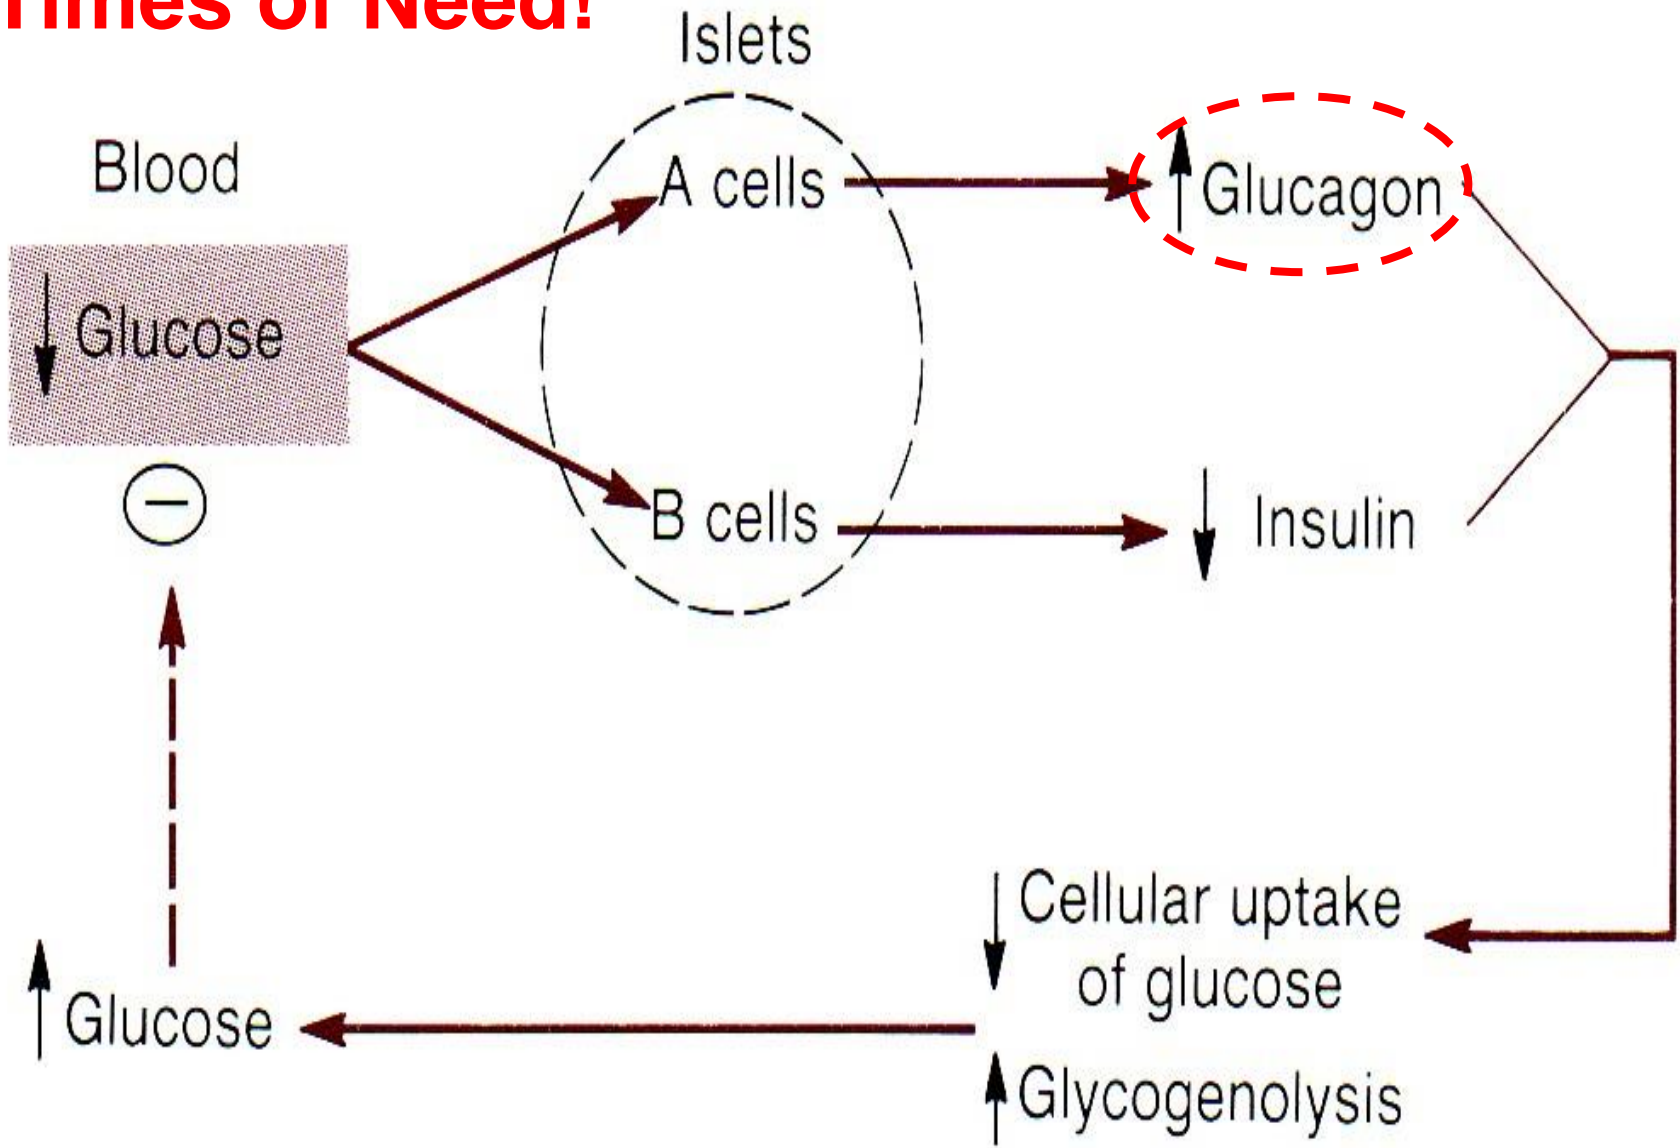 Times of Need!
Islets
Blood
A cells
↑ Glucagon
↓ Glucose
−
B cells
↓ Insulin
↓ Cellular uptake
of glucose
↑ Glucose
↑ Glycogenolysis